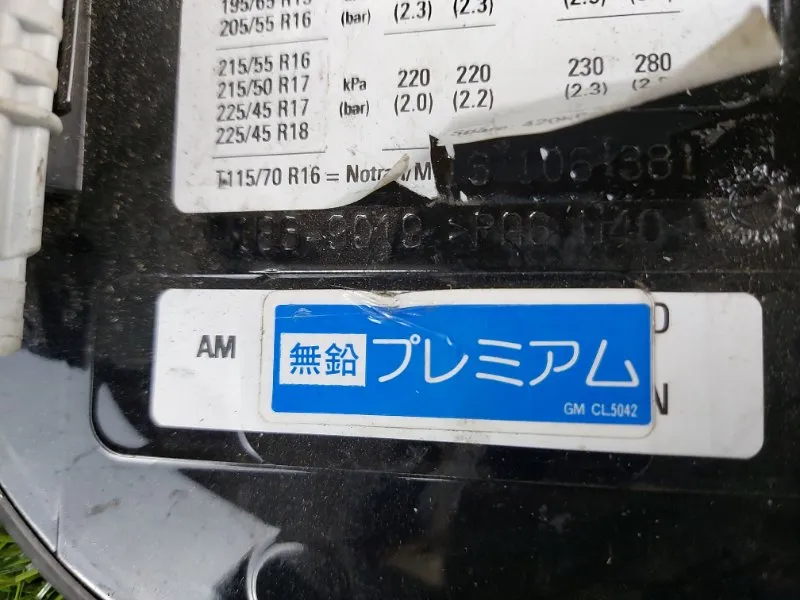 195/65 R15
205/55 R16 (bar) (2.3) (2.3) (2.3)
215/55 R16
215/50 R17 kPa 220 220 230 280
225/45 R17 (bar) (2.0) (2.2) (2.3)
225/45 R18
T115/70 R16 = Notrad/M
AM
無鉛 プレミアム
GM CL5042
N